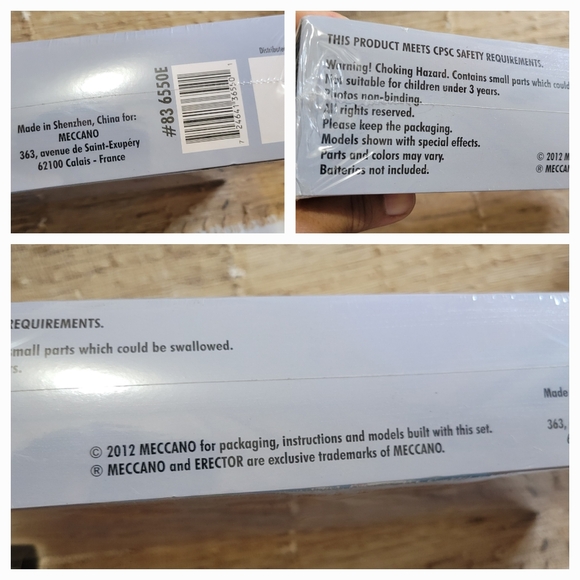 Distribute
Made in Shenzhen, China for:
MECCANO
363, avenue de Saint-Exupéry
62100 Calais - France
#83 6550E
THIS PRODUCT MEETS CPSC SAFETY REQUIREMENTS.
Warning! Choking Hazard. Contains small parts which could
Not suitable for children under 3 years.
Photos non-binding.
All rights reserved.
Please keep the packaging.
Models shown with special effects.
Parts and colors may vary.
Batteries not included.
© 2012 M
® MECCAN
REQUIREMENTS.
small parts which could be swallowed.
rs.
Made
363,
© 2012 MECCANO for packaging, instructions and models built with this set.
® MECCANO and ERECTOR are exclusive trademarks of MECCANO.